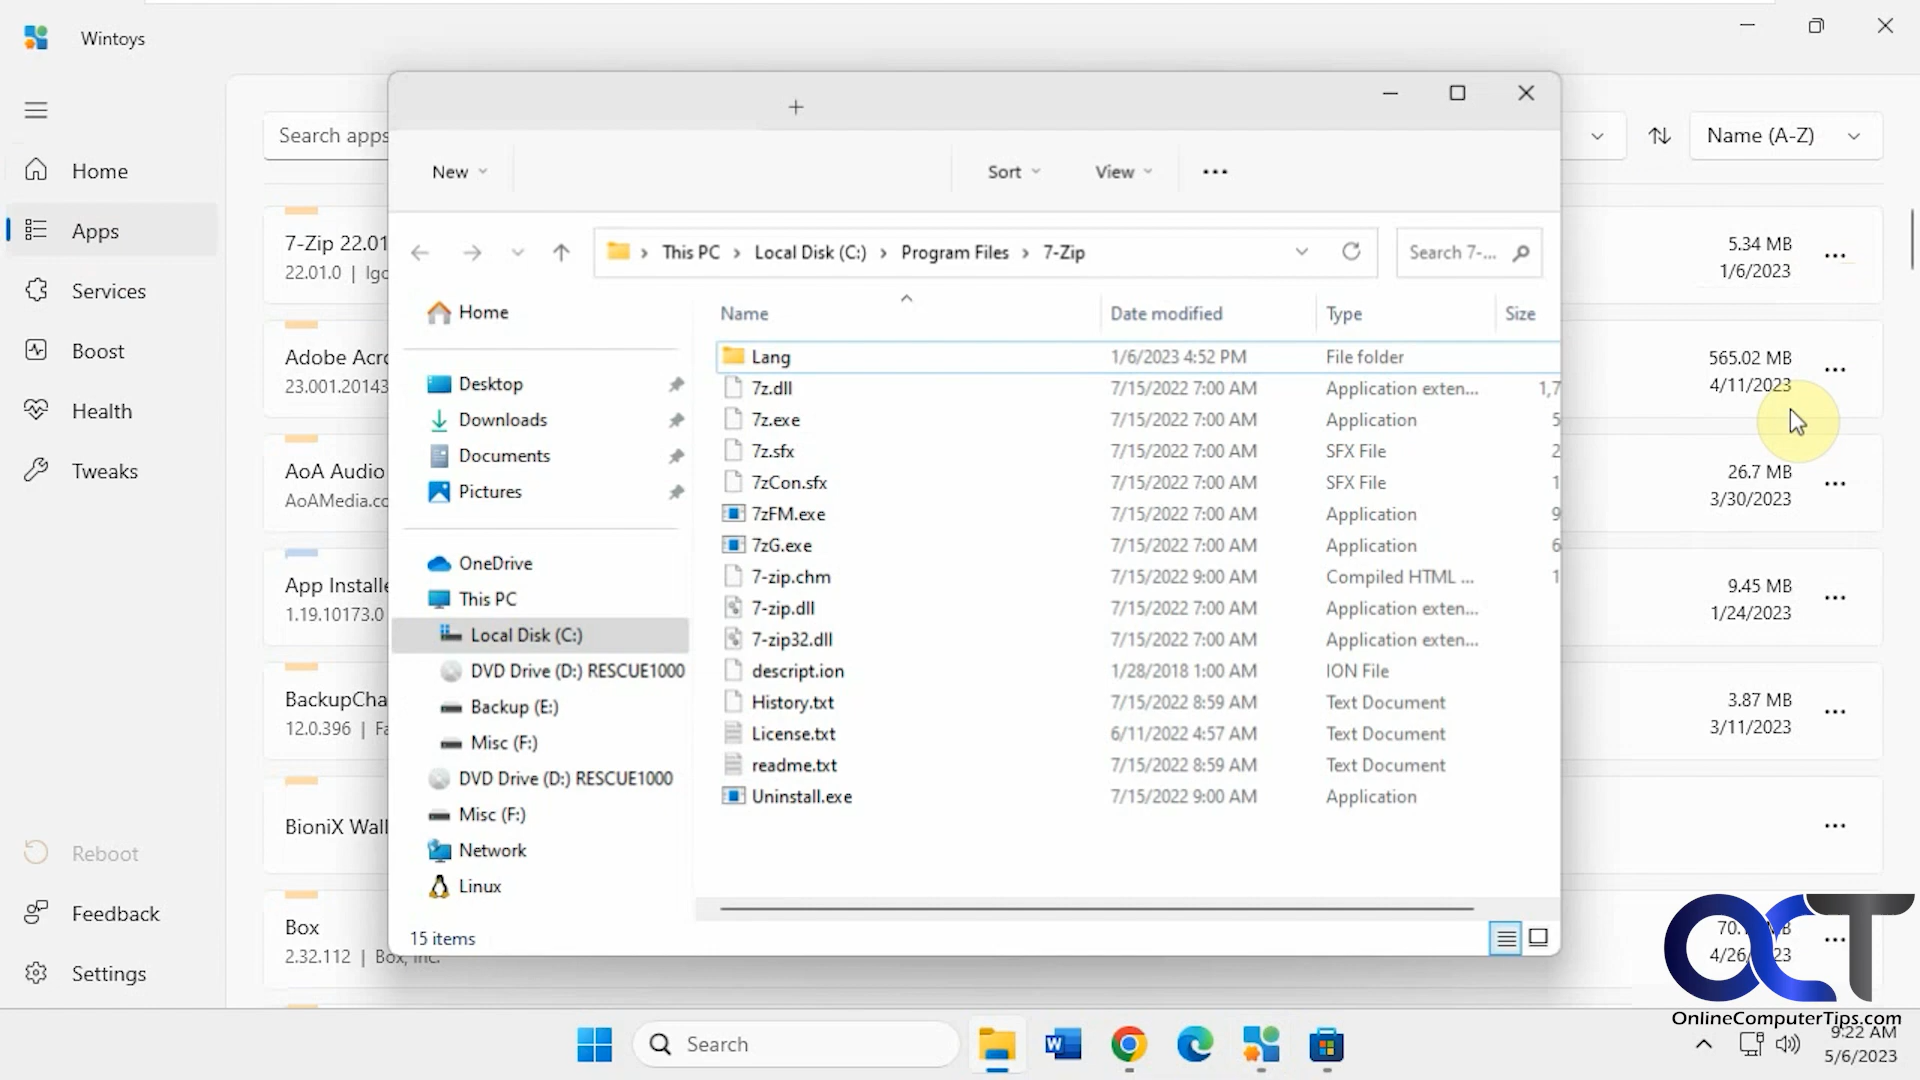 Wintoys
Home
Apps
Services
Boost
Health
Tweaks
Reboot
Feedback
Settings
Search apps
Name (A-Z)
7-Zip 22.01
22.01.0 | Igo
5.34 MB
1/6/2023
Adobe Acro
23.001.20143
565.02 MB
4/11/2023
AoA Audio
AoAMedia.co
26.7 MB
3/30/2023
App Installe
1.19.10173.0
9.45 MB
1/24/2023
BackupCha
12.0.396 | Fa
3.87 MB
3/11/2023
BioniX Wall
Box
2.32.112 | Box, Inc.
New
Sort
View
This PC > Local Disk (C:) > Program Files > 7-Zip
Search 7-...
Home
Desktop
Downloads
Documents
Pictures
OneDrive
This PC
Local Disk (C:)
DVD Drive (D:) RESCUE1000
Backup (E:)
Misc (F:)
DVD Drive (D:) RESCUE1000
Misc (F:)
Network
Linux
Name Date modified Type Size
Lang 1/6/2023 4:52 PM File folder
7z.dll 7/15/2022 7:00 AM Application exten... 1,7
7z.exe 7/15/2022 7:00 AM Application 5
7z.sfx 7/15/2022 7:00 AM SFX File 2
7zCon.sfx 7/15/2022 7:00 AM SFX File 1
7zFM.exe 7/15/2022 7:00 AM Application 9
7zG.exe 7/15/2022 7:00 AM Application 6
7-zip.chm 7/15/2022 9:00 AM Compiled HTML ... 1
7-zip.dll 7/15/2022 7:00 AM Application exten...
7-zip32.dll 7/15/2022 7:00 AM Application exten...
descript.ion 1/28/2018 1:00 AM ION File
History.txt 7/15/2022 8:59 AM Text Document
License.txt 6/11/2022 4:57 AM Text Document
readme.txt 7/15/2022 8:59 AM Text Document
Uninstall.exe 7/15/2022 9:00 AM Application
15 items
OCT
OnlineComputerTips.com
Search
9:22 AM
5/6/2023